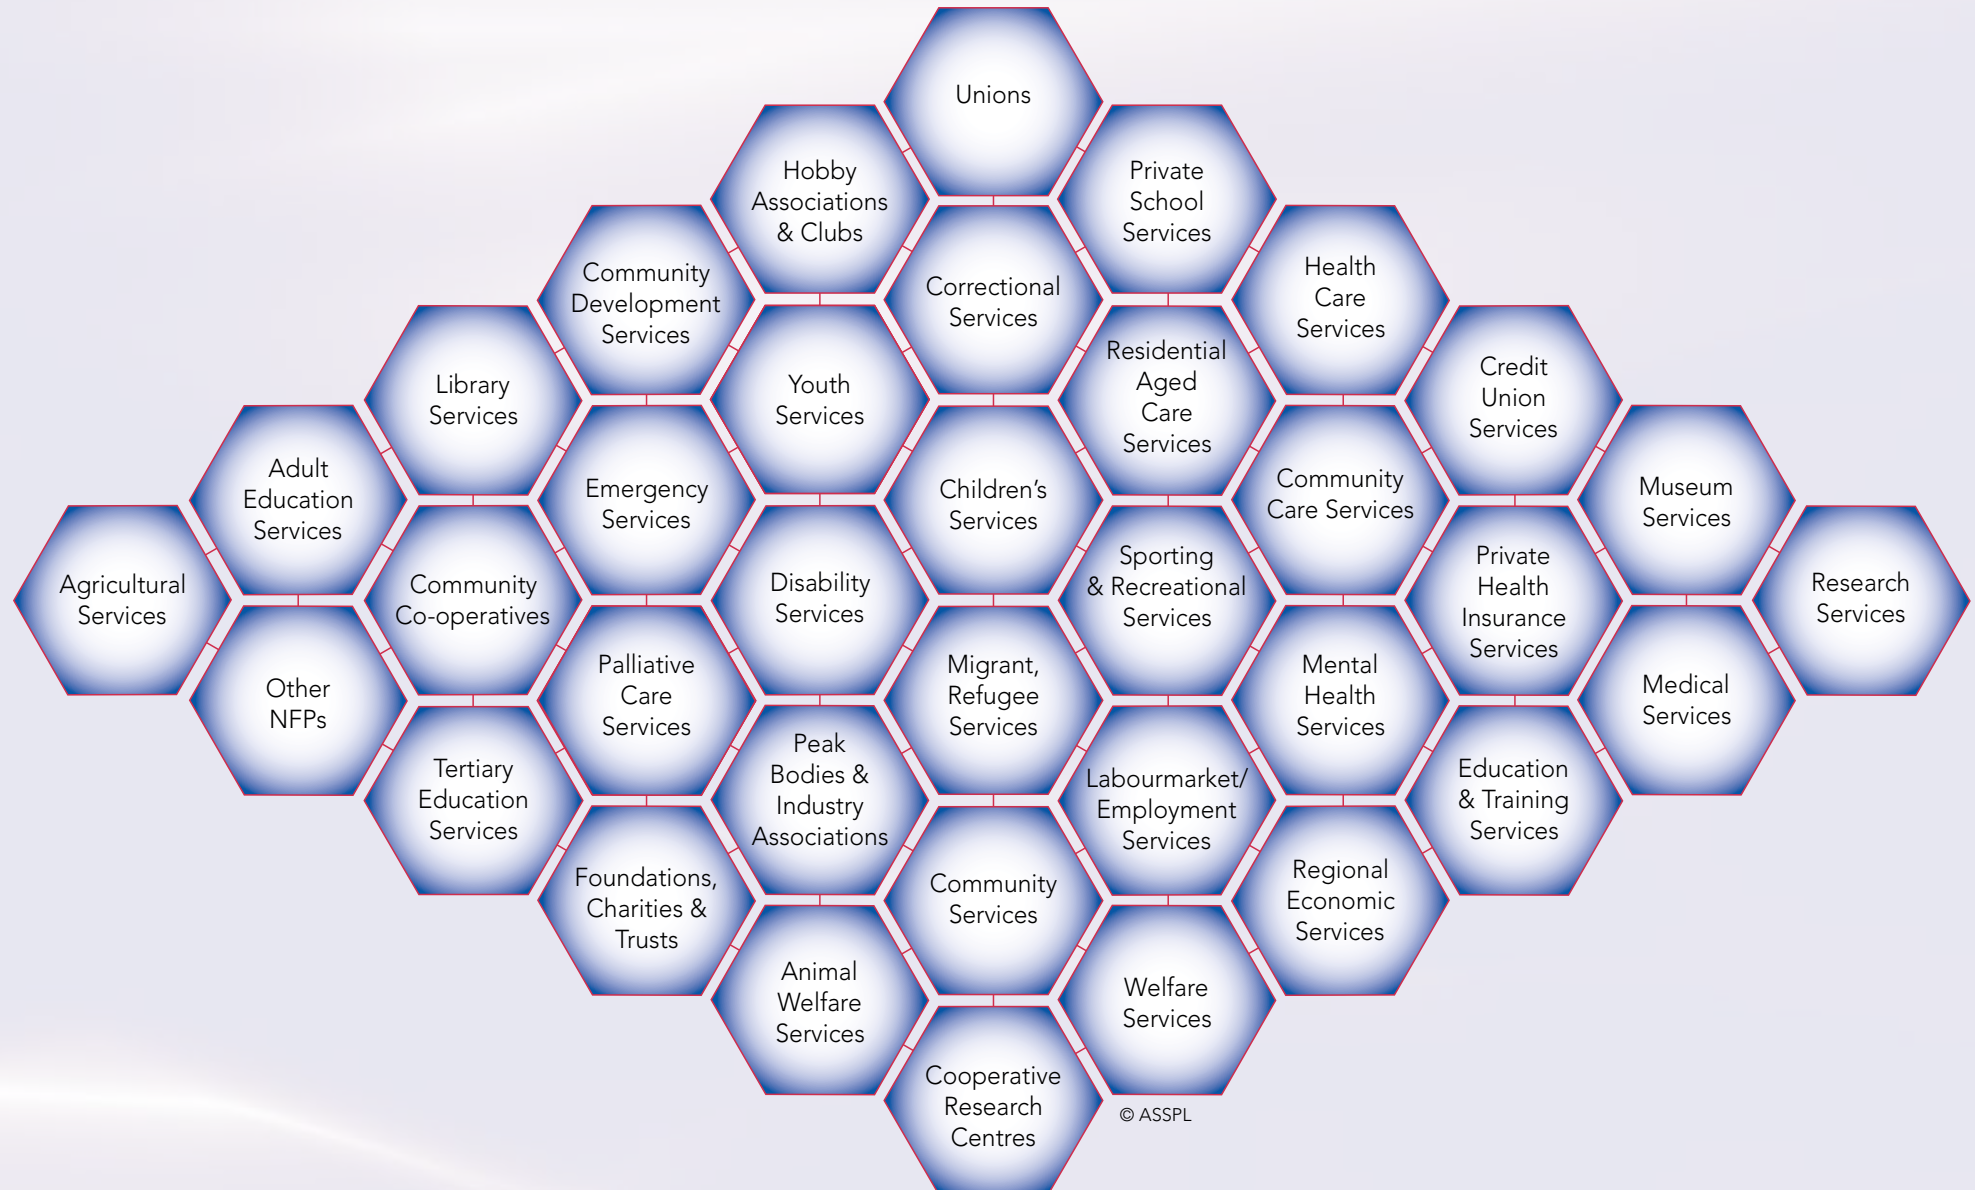 Unions
Hobby
Associations
& Clubs
Private
School
Services
Community
Development
Services
Correctional
Services
Health
Care
Services
Library
Services
Youth
Services
Residential
Aged
Care
Services
Credit
Union
Services
Adult
Education
Services
Emergency
Services
Children's
Services
Community
Care Services
Museum
Services
Agricultural
Services
Community
Co-operatives
Disability
Services
Sporting
& Recreational
Services
Private
Health
Insurance
Services
Research
Services
Other
NFPs
Palliative
Care
Services
Migrant,
Refugee
Services
Mental
Health
Services
Medical
Services
Tertiary
Education
Services
Peak
Bodies &
Industry
Associations
Labourmarket/
Employment
Services
Education
& Training
Services
Foundations,
Charities &
Trusts
Community
Services
Regional
Economic
Services
Animal
Welfare
Services
Welfare
Services
Cooperative
Research
Centres
© ASSPL